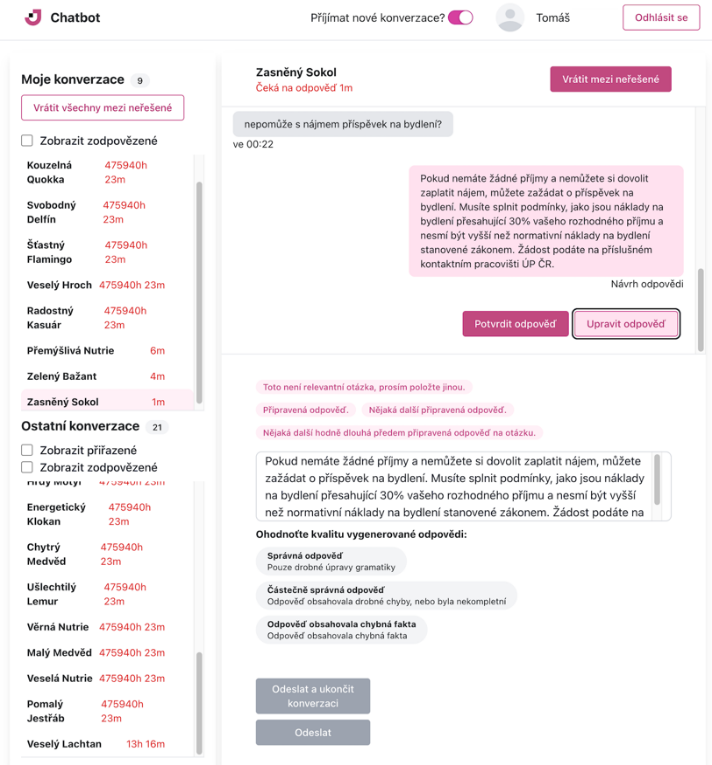 Chatbot
Přijímat nové konverzace?
Tomáš
Odhlásit se
Moje konverzace 9
Vrátit všechny mezi neřešené
Zobrazit zodpovězené
Kouzelná 475940h
Quokka 23m
Svobodný 475940h
Delfín 23m
Šťastný 475940h
Flamingo 23m
Veselý Hroch 475940h 23m
Radostný 475940h
Kasuár 23m
Přemýšlivá Nutrie 6m
Zelený Bažant 4m
Zasněný Sokol 1m
Ostatní konverzace 21
Zobrazit přiřazené
Zobrazit zodpovězené
Hrdý Motýl 475940h 23m
Energetický 475940h
Klokan 23m
Chytrý 475940h
Medvěd 23m
Ušlechtilý 475940h
Lemur 23m
Věrná Nutrie 475940h 23m
Malý Medvěd 475940h 23m
Veselá Nutrie 475940h 23m
Pomalý 475940h
Jestřáb 23m
Veselý Lachtan 13h 16m
Zasněný Sokol
Čeká na odpověď 1m
Vrátit mezi neřešené
nepomůže s nájmem příspěvek na bydlení?
ve 00:22
Pokud nemáte žádné příjmy a nemůžete si dovolit
zaplatit nájem, můžete zažádat o příspěvek na
bydlení. Musíte splnit podmínky, jako jsou náklady na
bydlení přesahující 30% vašeho rozhodného příjmu a
nesmí být vyšší než normativní náklady na bydlení
stanovené zákonem. Žádost podáte na příslušném
kontaktním pracovišti ÚP ČR.
Návrh odpovědi
Potvrdit odpověď
Upravit odpověď
Toto není relevantní otázka, prosím položte jinou.
Připravená odpověď. Nějaká další připravená odpověď.
Nějaká další hodně dlouhá předem připravená odpověď na otázku.
Pokud nemáte žádné příjmy a nemůžete si dovolit zaplatit nájem, můžete
zažádat o příspěvek na bydlení. Musíte splnit podmínky, jako jsou náklady
na bydlení přesahující 30% vašeho rozhodného příjmu a nesmí být vyšší
než normativní náklady na bydlení stanovené zákonem. Žádost podáte na
Ohodnoťte kvalitu vygenerované odpovědi:
Správná odpověď
Pouze drobné úpravy gramatiky
Částečně správná odpověď
Odpověď obsahovala drobné chyby, nebo byla nekompletní
Odpověď obsahovala chybná fakta
Odpověď obsahovala chybná fakta
Odeslat a ukončit
konverzaci
Odeslat